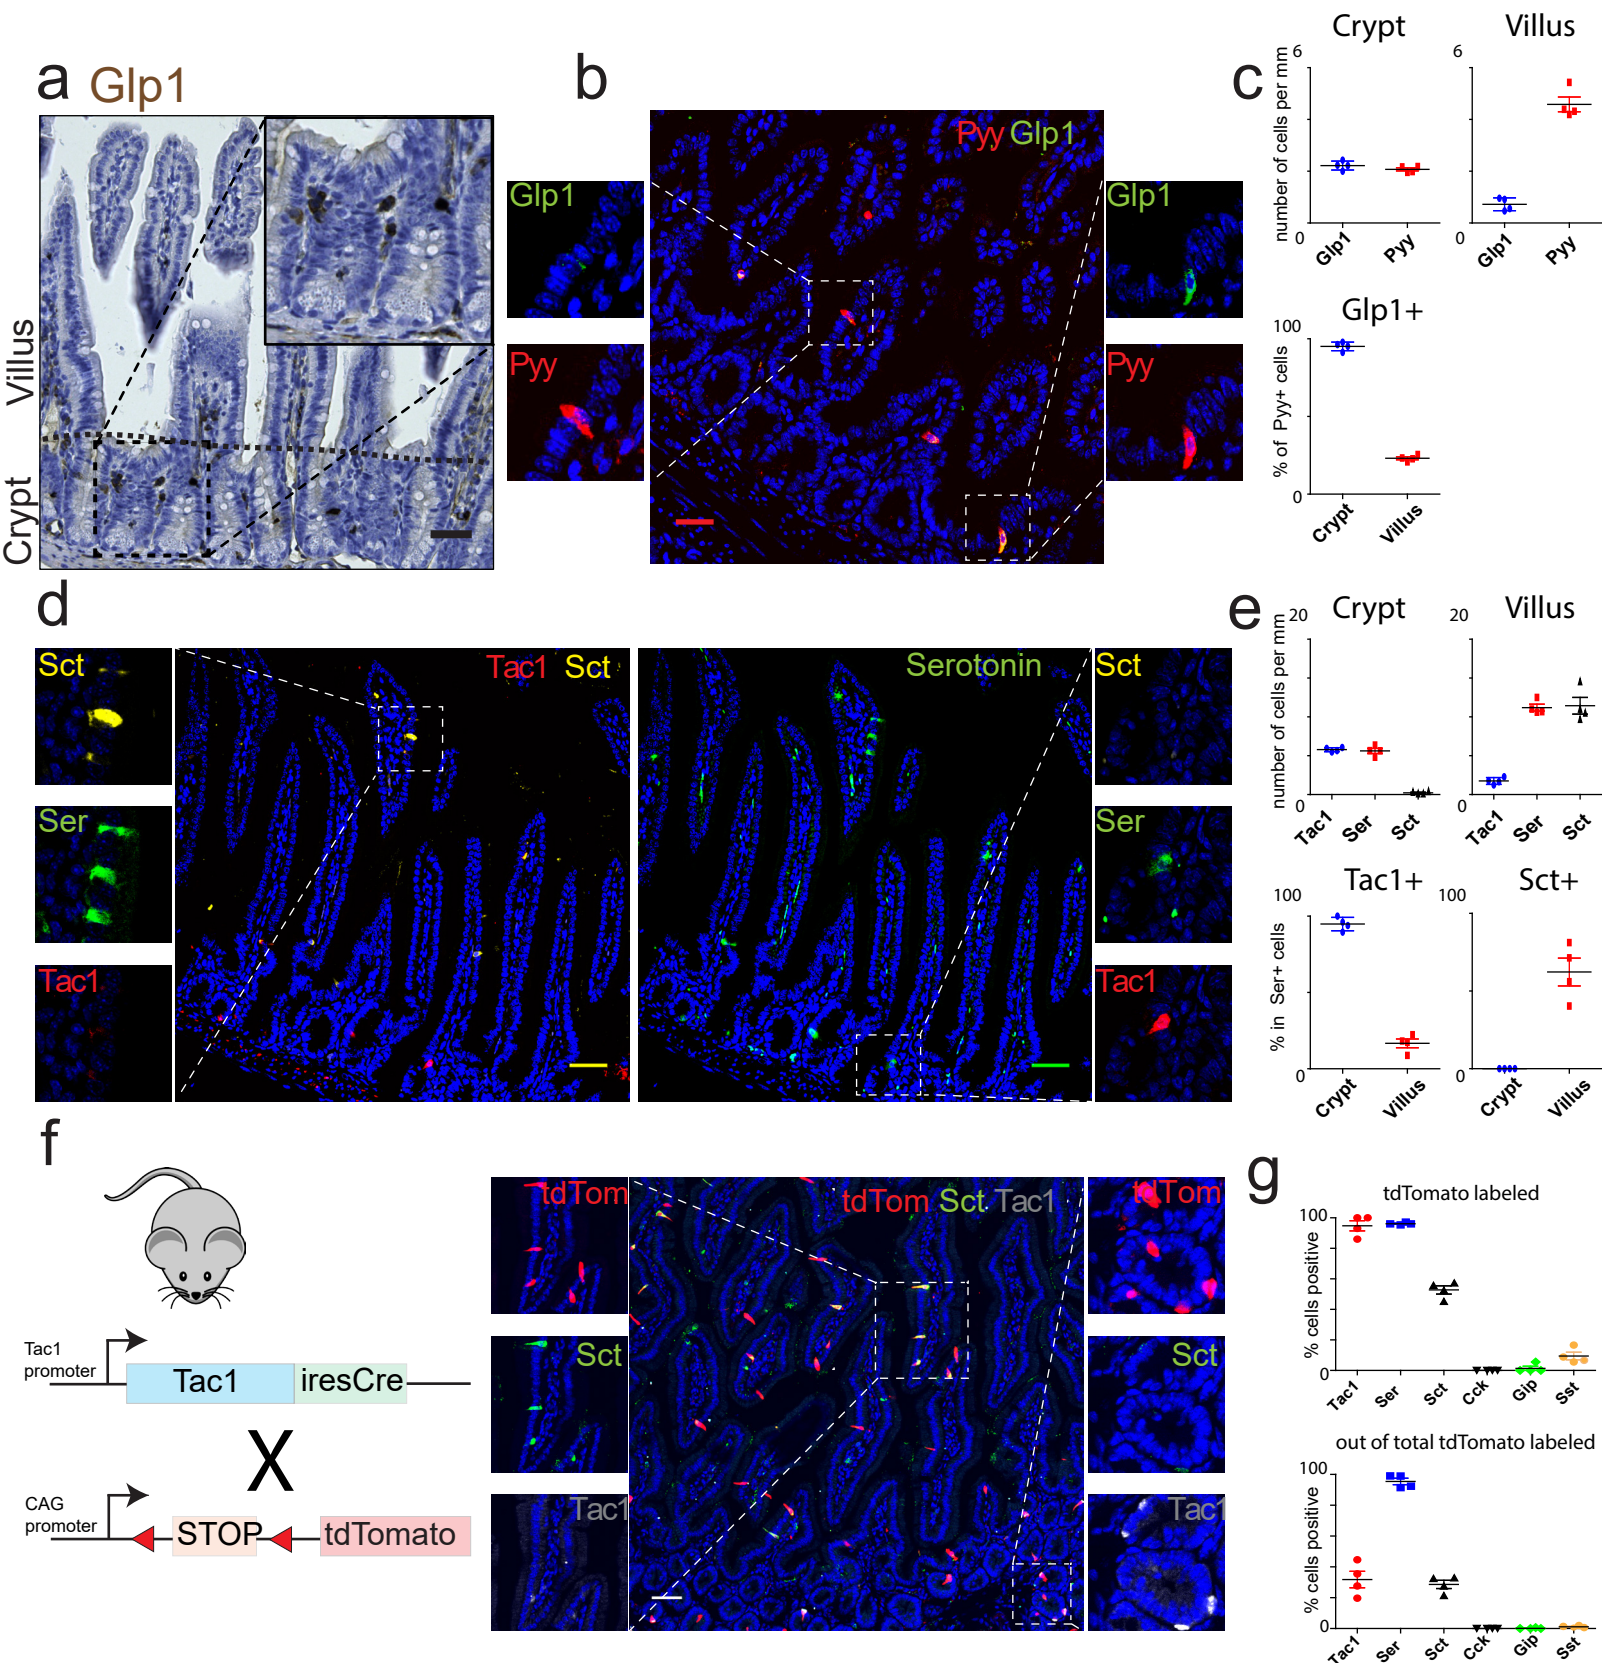 a Glp1
Villus
Crypt
b
Pyy Glp1
Glp1
Pyy
Glp1
Pyy
c
Crypt
Villus
number of cells per mm
6
0
Glp1
Pyy
6
0
Glp1
Pyy
Glp1+
% of Pyy+ cells
100
0
Crypt
Villus
d
Sct
Ser
Tac1
Tac1 Sct
Serotonin
Sct
Ser
Tac1
e
Crypt
Villus
number of cells per mm
20
0
Tac1
Ser
Sct
20
0
Tac1
Ser
Sct
Tac1+
Sct+
% in Ser+ cells
100
0
Crypt
Villus
100
0
Crypt
Villus
f
Tac1
promoter
Tac1
iresCre
X
CAG
promoter
STOP
tdTomato
tdTom
Sct
Tac1
tdTom Sct Tac1
tdTom
Sct
Tac1
g
tdTomato labeled
% cells positive
100
0
Tac1
Ser
Sct
Cck
Gip
Sst
out of total tdTomato labeled
% cells positive
100
0
Tac1
Ser
Sct
Cck
Gip
Sst